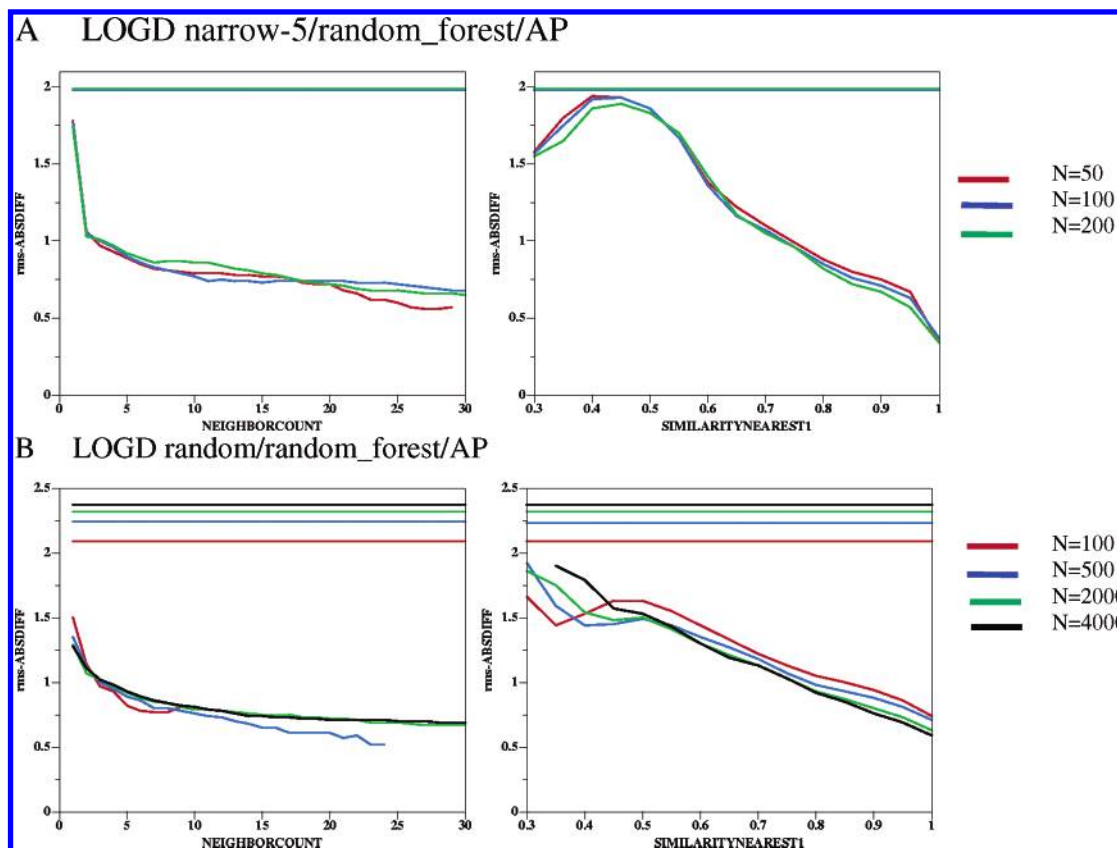 A LOGD narrow-5/random_forest/AP
2
1.5
1
0.5
0
rms-ABSDIFF
0 5 10 15 20 25 30
NEIGHBORCOUNT
2
1.5
1
0.5
0
rms-ABSDIFF
0.3 0.4 0.5 0.6 0.7 0.8 0.9 1
SIMILARITYNEAREST1
N=50
N=100
N=200
B LOGD random/random_forest/AP
2.5
2
1.5
1
0.5
0
rms-ABSDIFF
0 5 10 15 20 25 30
NEIGHBORCOUNT
2.5
2
1.5
1
0.5
0
rms-ABSDIFF
0.3 0.4 0.5 0.6 0.7 0.8 0.9 1
SIMILARITYNEAREST1
N=100
N=500
N=2000
N=4000